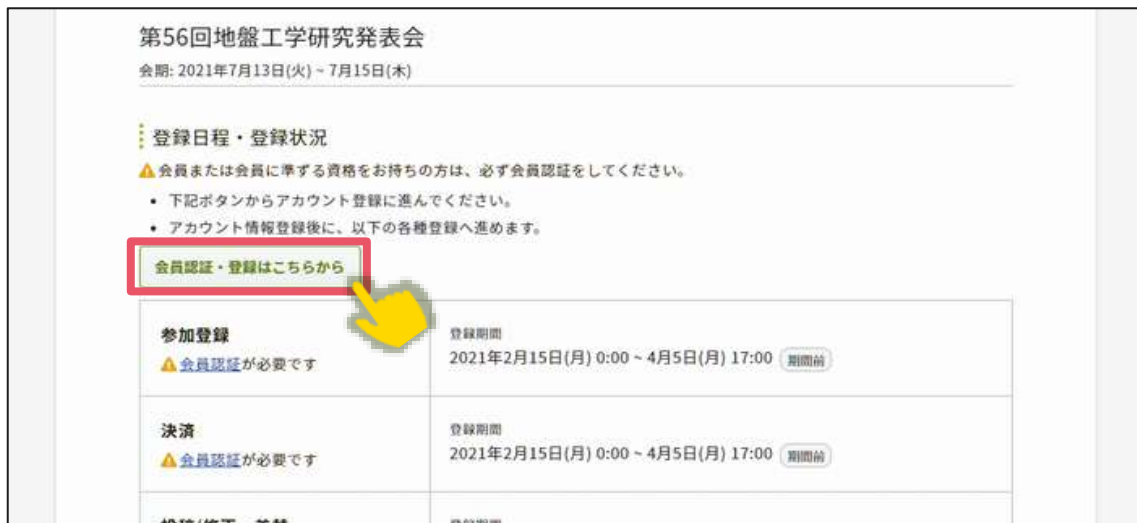 第56回地盤工学研究発表会
会期: 2021年7月13日(火) ~ 7月15日(木)
登録日程・登録状況
会員または会員に準ずる資格をお持ちの方は、必ず会員認証をしてください。
• 下記ボタンからアカウント登録に進んでください。
• アカウント情報登録後に、以下の各種登録へ進めます。
会員認証・登録はこちらから
参加登録
会員認証が必要です
登録期間
2021年2月15日(月) 0:00 ~ 4月5日(月) 17:00 期間前
決済
会員認証が必要です
登録期間
2021年2月15日(月) 0:00 ~ 4月5日(月) 17:00 期間前